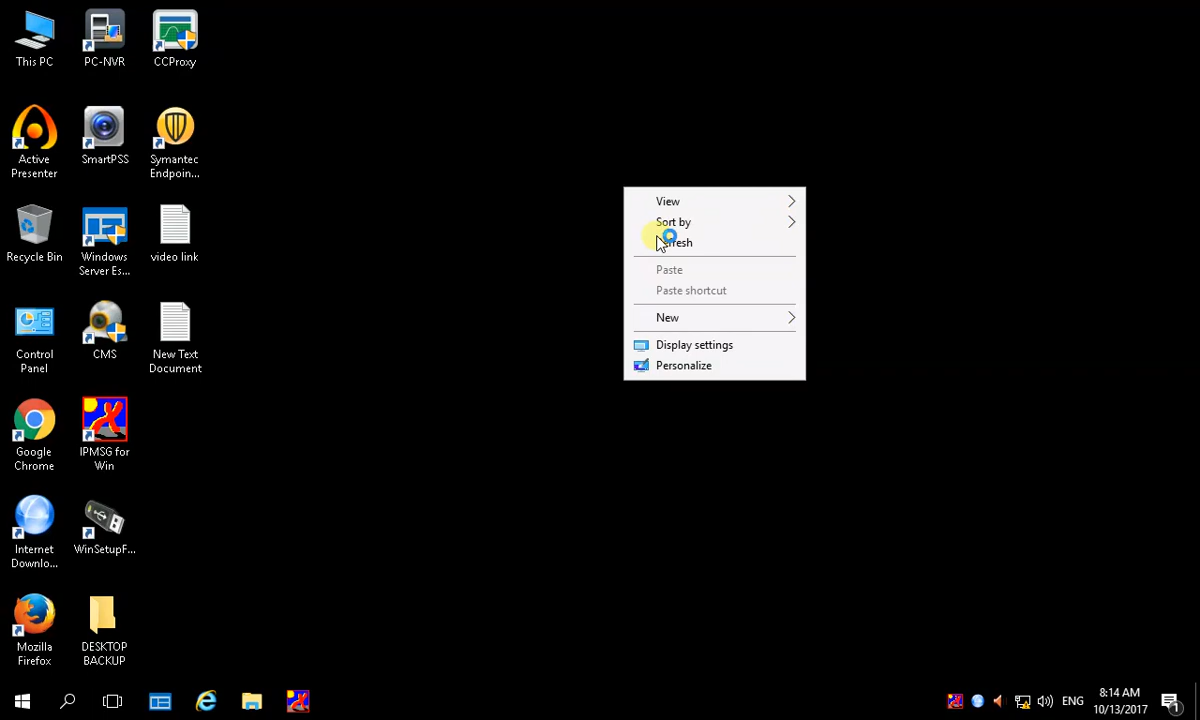 This PC
PC-NVR
CCProxy
Active
Presenter
SmartPSS
Symantec
Endpoin...
Recycle Bin
Windows
Server Es...
video link
Control
Panel
CMS
New Text
Document
Google
Chrome
IPMSG for
Win
Internet
Downlo...
WinSetupF...
Mozilla
Firefox
DESKTOP
BACKUP
View
Sort by
Refresh
Paste
Paste shortcut
New
Display settings
Personalize
ENG
8:14 AM
10/13/2017
1